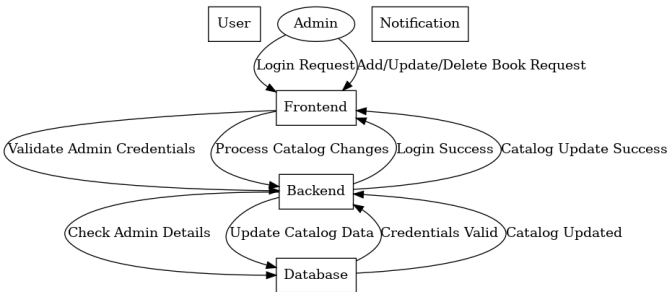 User
Admin
Notification
Login Request
Add/Update/Delete Book Request
Frontend
Validate Admin Credentials
Process Catalog Changes
Login Success
Catalog Update Success
Backend
Check Admin Details
Update Catalog Data
Credentials Valid
Catalog Updated
Database